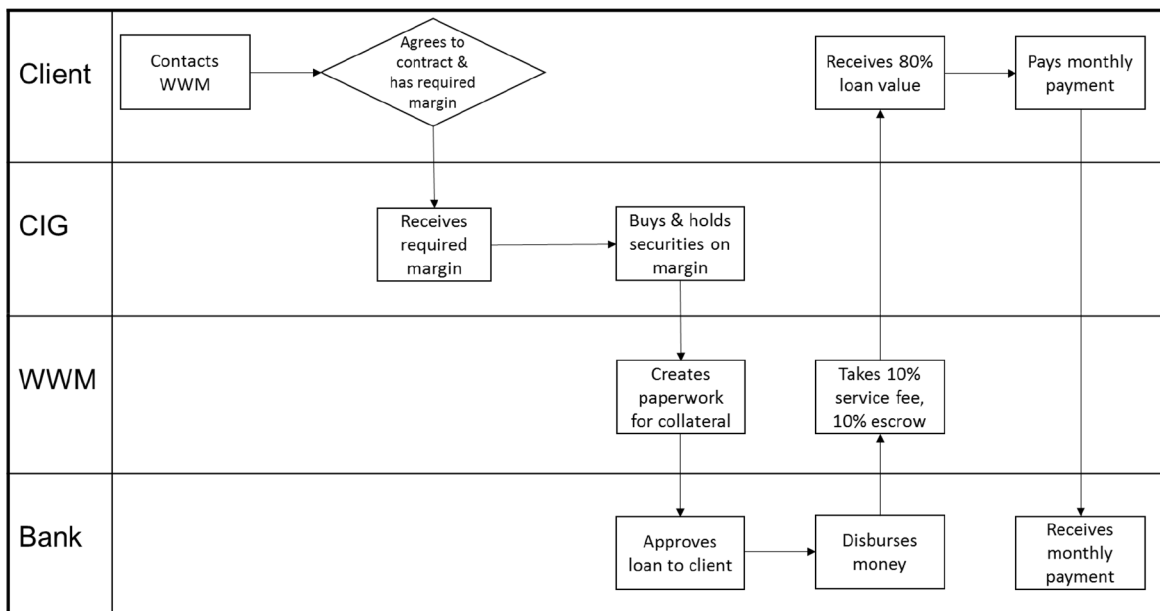 Client
Contacts
WWM
Agrees to
contract &
has required
margin
Receives 80%
loan value
Pays monthly
payment
CIG
Receives
required
margin
Buys & holds
securities on
margin
WWM
Creates
paperwork
for collateral
Takes 10%
service fee,
10% escrow
Bank
Approves
loan to client
Disburses
money
Receives
monthly
payment